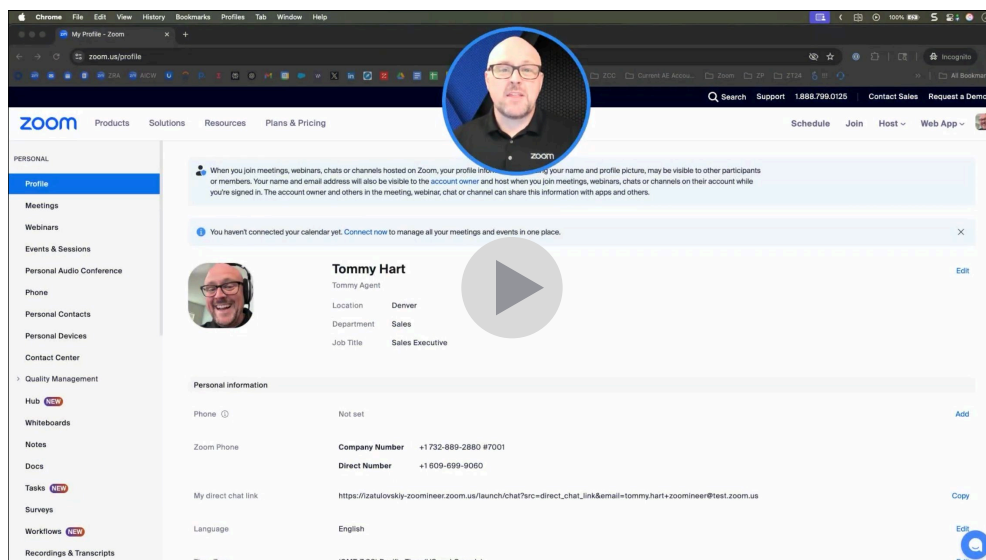 Chrome File Edit View History Bookmarks Profiles Tab Window Help
100%
My Profile - Zoom
zoom.us/profile
Incognito
ZRA AICW
ZCC Current AE Accou... Zoom ZP ZT24
All Bookmar
Search Support 1.888.799.0125 Contact Sales Request a Demo
zoom Products Solutions Resources Plans & Pricing
Schedule Join Host Web App
zoom
PERSONAL
Profile
Meetings
Webinars
Events & Sessions
Personal Audio Conference
Phone
Personal Contacts
Personal Devices
Contact Center
Quality Management
Hub NEW
Whiteboards
Notes
Docs
Tasks NEW
Surveys
Workflows NEW
Recordings & Transcripts
When you join meetings, webinars, chats or channels hosted on Zoom, your profile your name and profile picture, may be visible to other participants
or members. Your name and email address will also be visible to the account owner and host when you join meetings, webinars, chats or channels on their account while
you're signed in. The account owner and others in the meeting, webinar, chat or channel can share this information with apps and others.
You haven't connected your calendar yet. Connect now to manage all your meetings and events in one place.
Tommy Hart
Edit
Tommy Agent
Location Denver
Department Sales
Job Title Sales Executive
Personal information
Phone Not set Add
Zoom Phone Company Number +1 732-889-2880 #7001
Direct Number +1 609-699-9060
My direct chat link https://izatulovskiy-zoomineer.zoom.us/launch/chat?src=direct_chat_link&email=tommy.hart+zoomineer@test.zoom.us Copy
Language English Edit